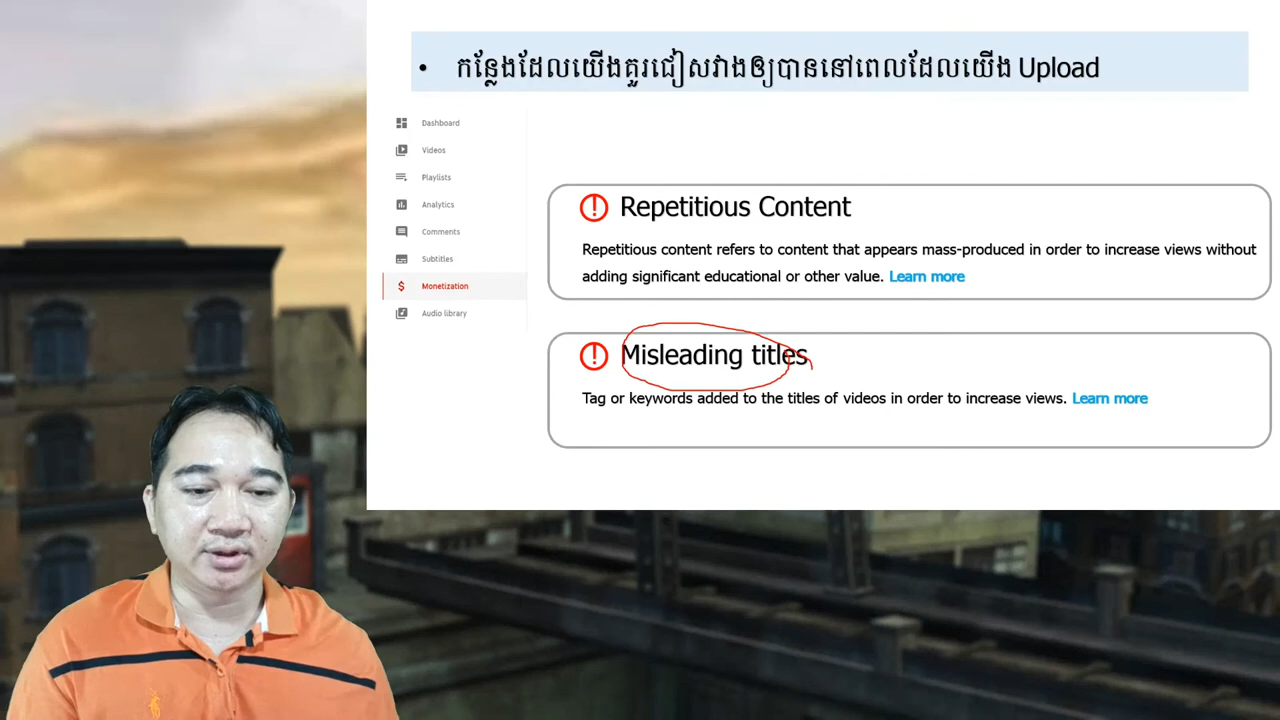 • កន្លែងដែលយើងគួរជៀសវាងឲ្យបាននៅពេលដែលយើង Upload
Dashboard
Videos
Playlists
Analytics
Comments
Subtitles
Monetization
Audio library
Repetitious Content
Repetitious content refers to content that appears mass-produced in order to increase views without
adding significant educational or other value. Learn more
Misleading titles
Tag or keywords added to the titles of videos in order to increase views. Learn more